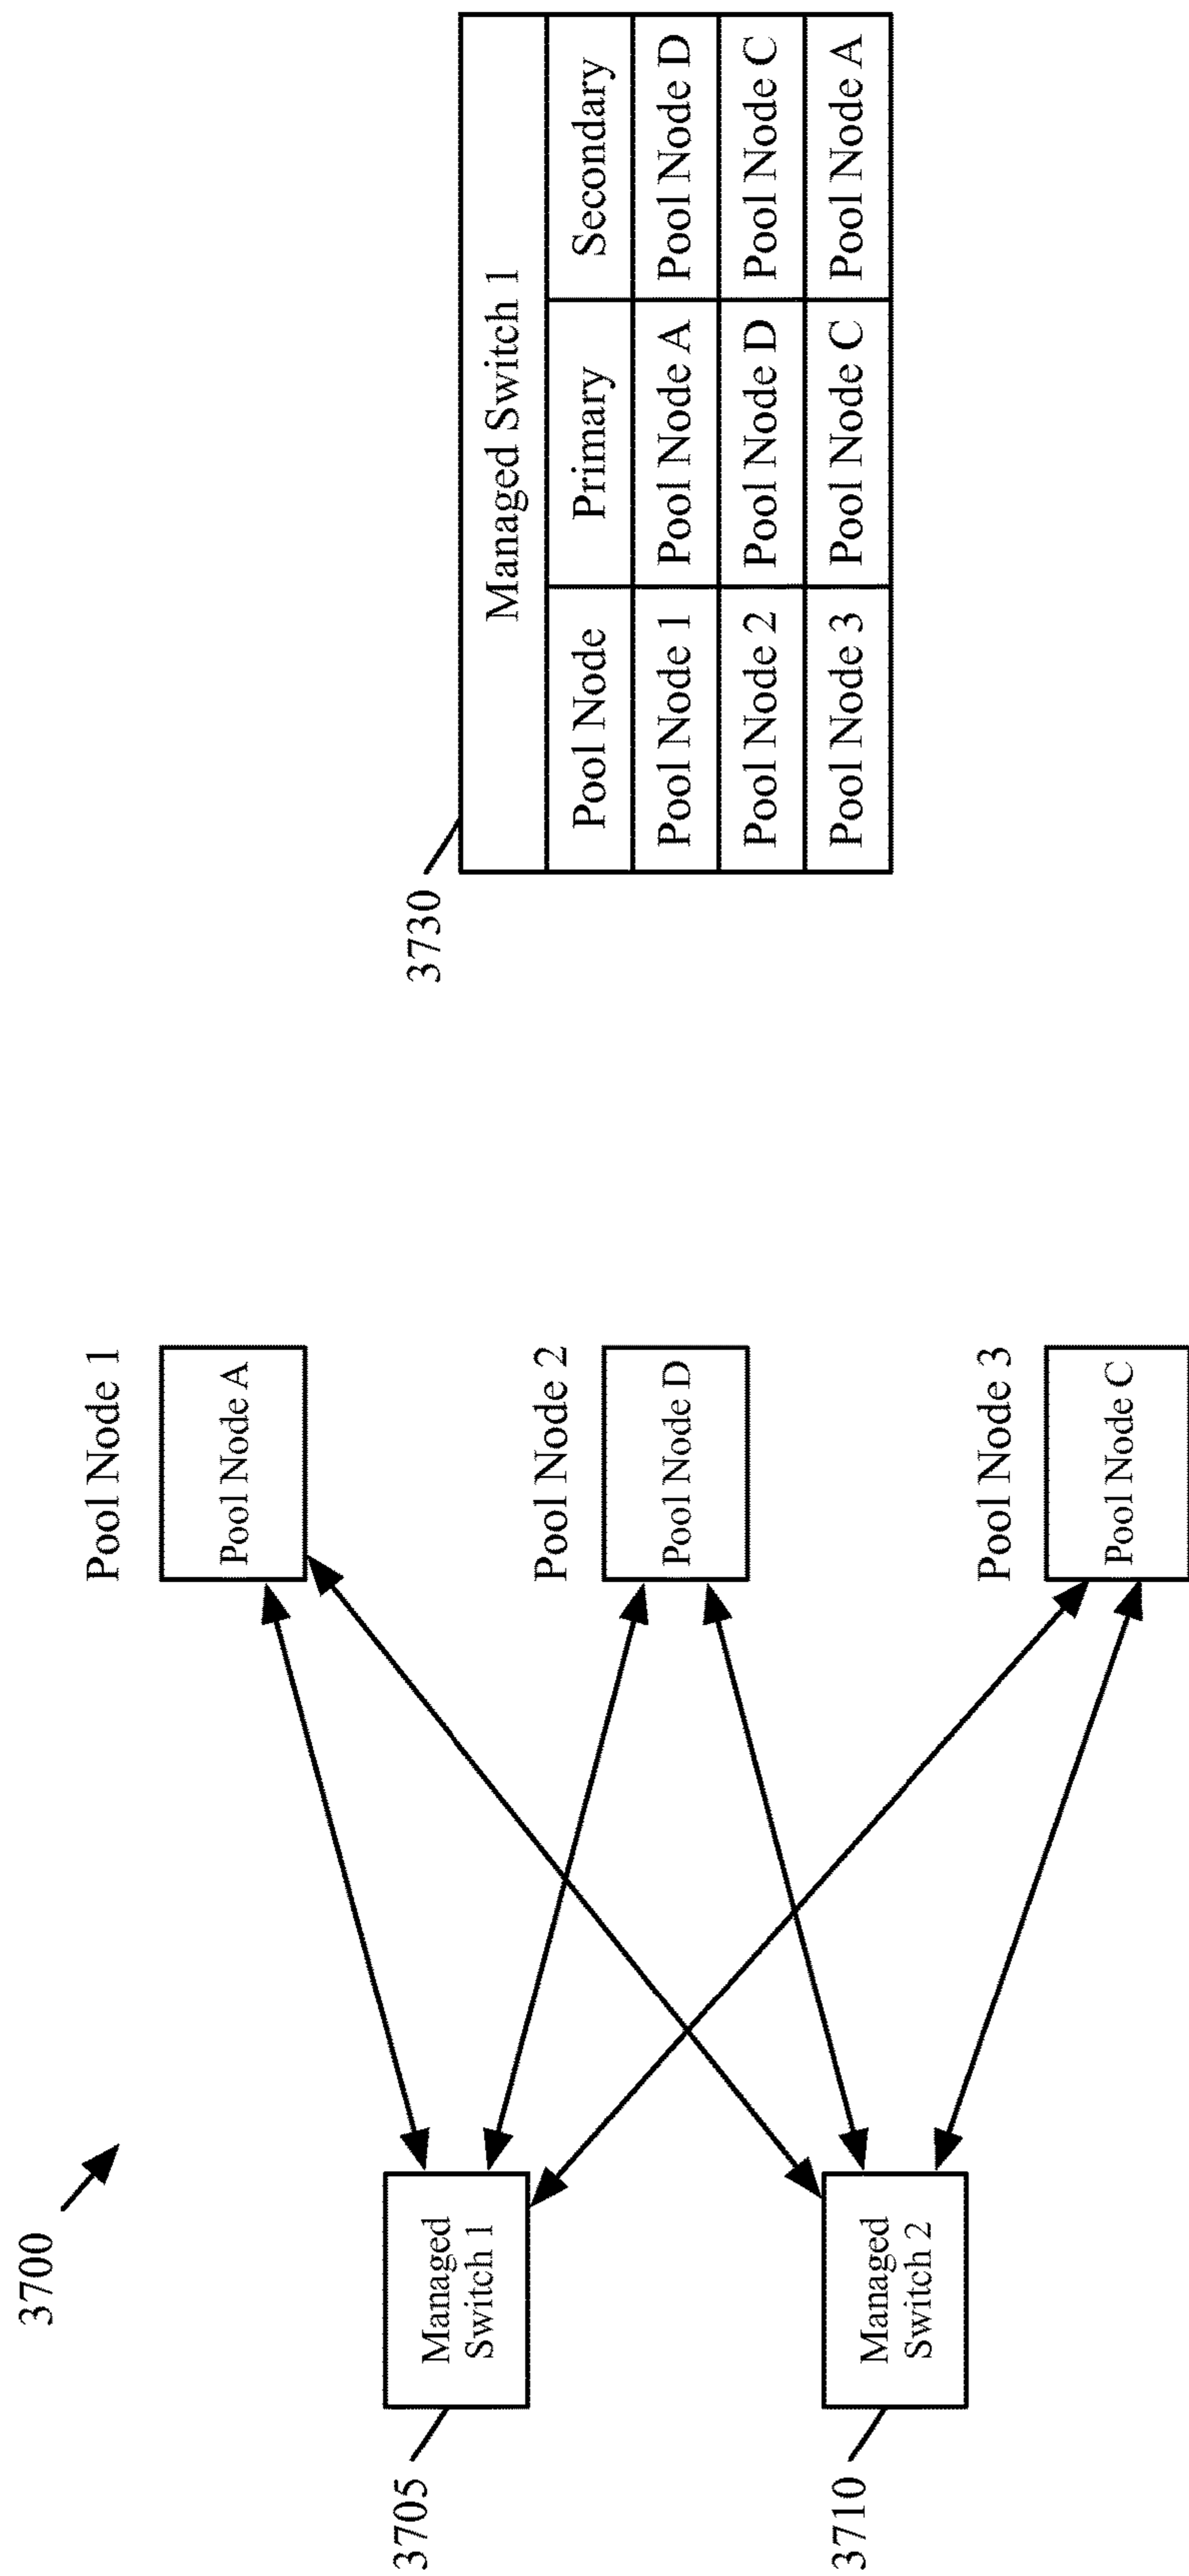 3700
Pool Node 1
Pool Node A
3705
Managed
Switch 1
Pool Node 2
Pool Node D
3710
Managed
Switch 2
Pool Node 3
Pool Node C
3730
Managed Switch 1
Pool Node Primary Secondary
Pool Node 1 Pool Node A Pool Node D
Pool Node 2 Pool Node D Pool Node C
Pool Node 3 Pool Node C Pool Node A